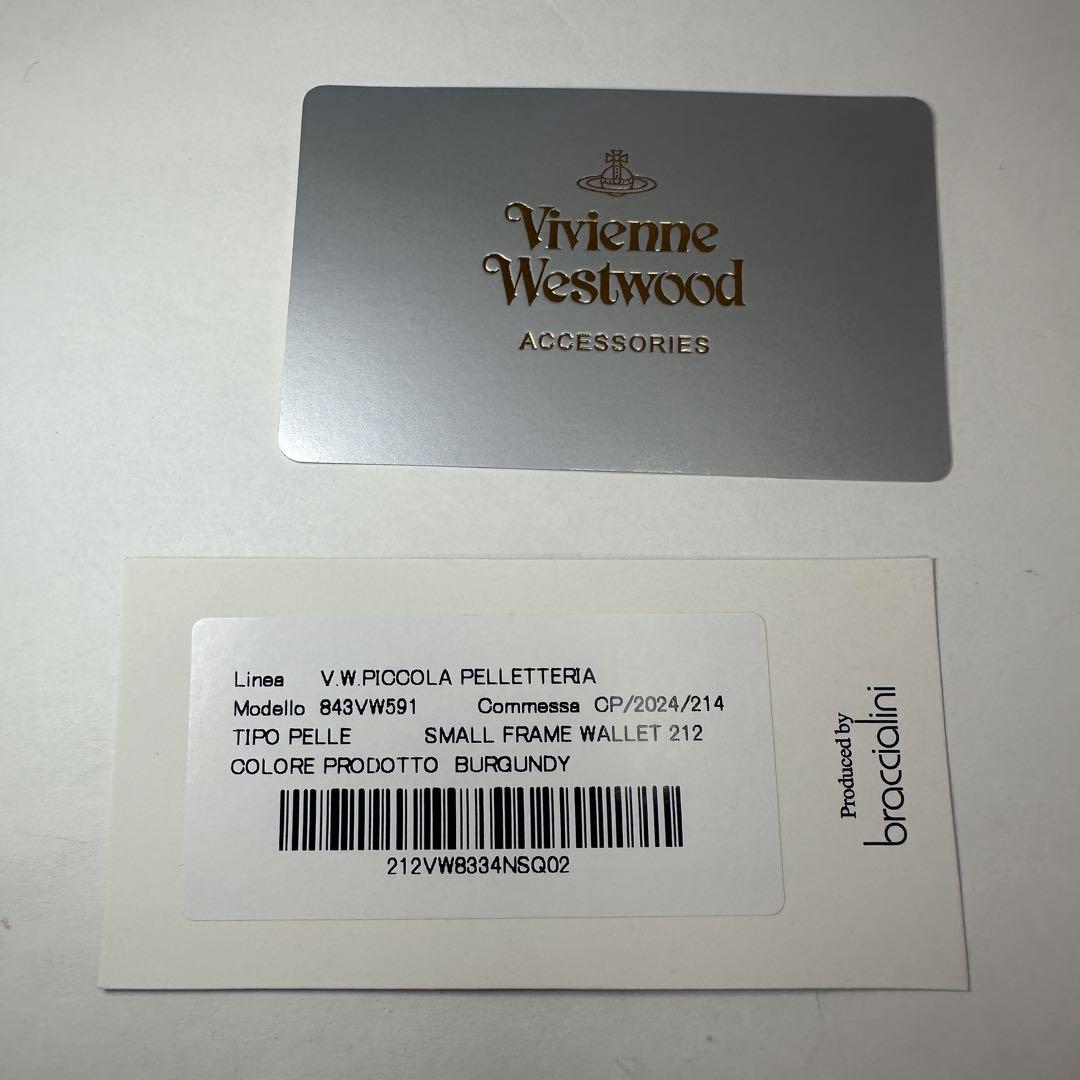 Vivienne
Westwood
ACCESSORIES
Linea V.W.PICCOLA PELLETTERIA
Modello 843VW591 Commessa CP/2024/214
TIPO PELLE SMALL FRAME WALLET 212
COLORE PRODOTTO BURGUNDY
212VW8334NSQ02
Produced by
braccialini